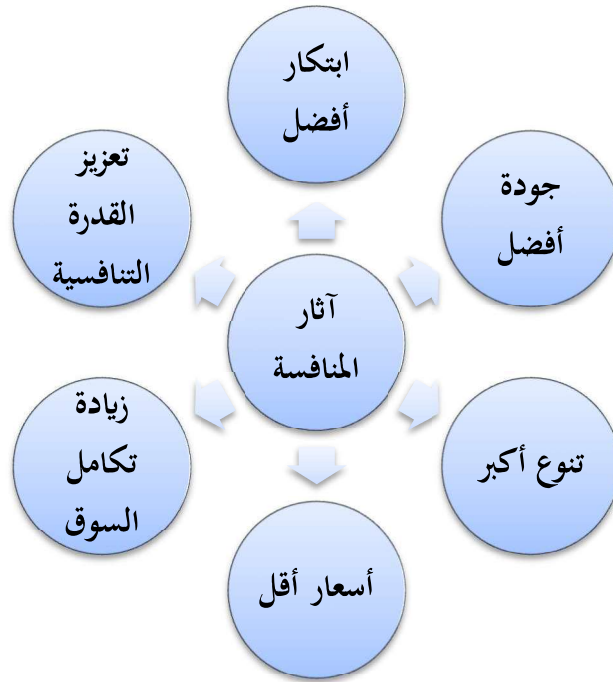 ابتكار
أفضل
جودة
أفضل
تنوع أكبر
أسعار أقل
زيادة
تكامل
السوق
تعزيز
القدرة
التنافسية
آثار
المنافسة